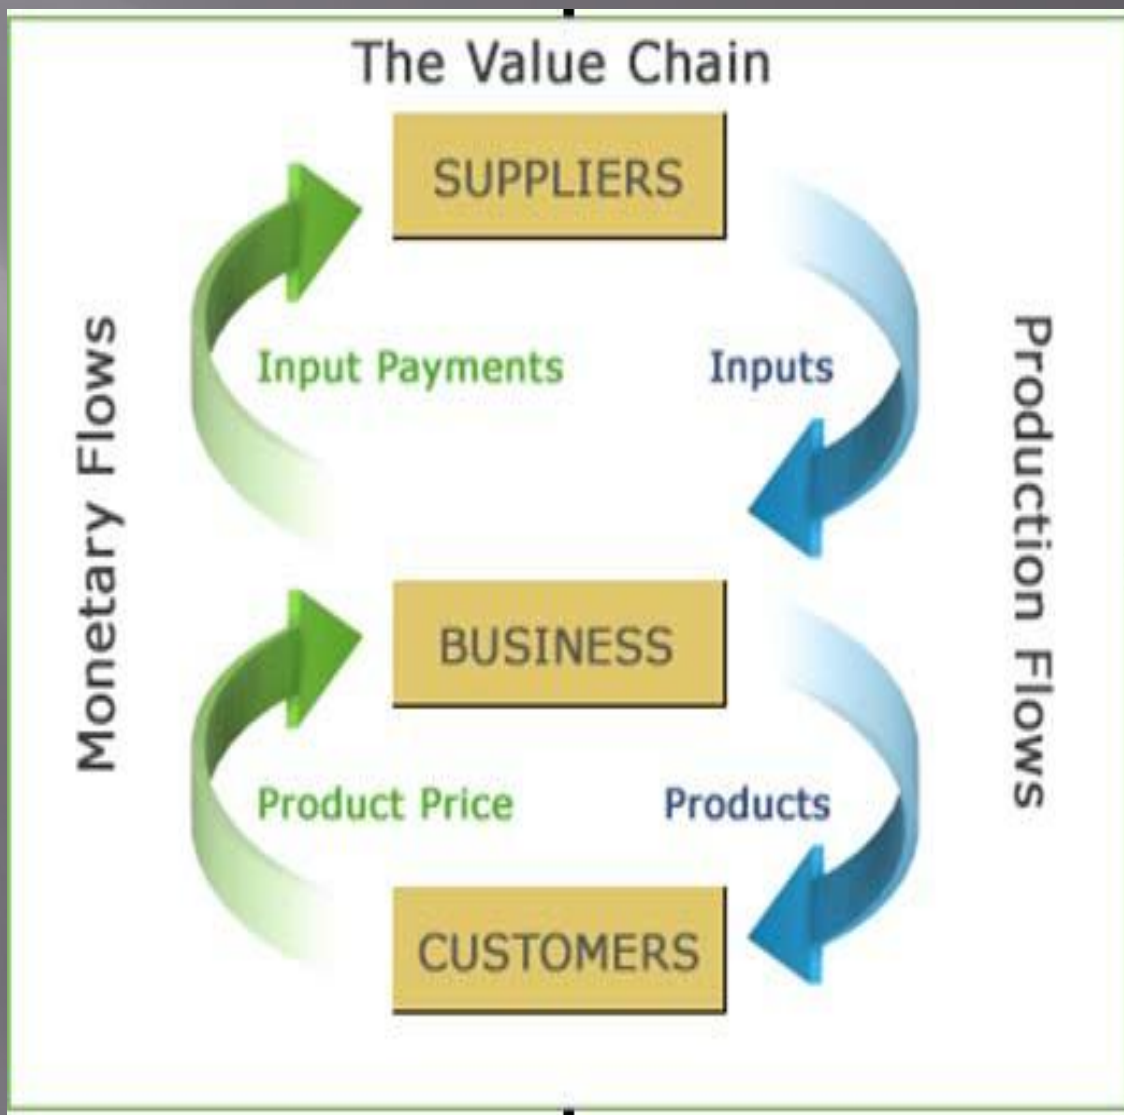 The Value Chain
SUPPLIERS
Monetary Flows
Input Payments
Inputs
Production Flows
BUSINESS
Product Price
Products
CUSTOMERS